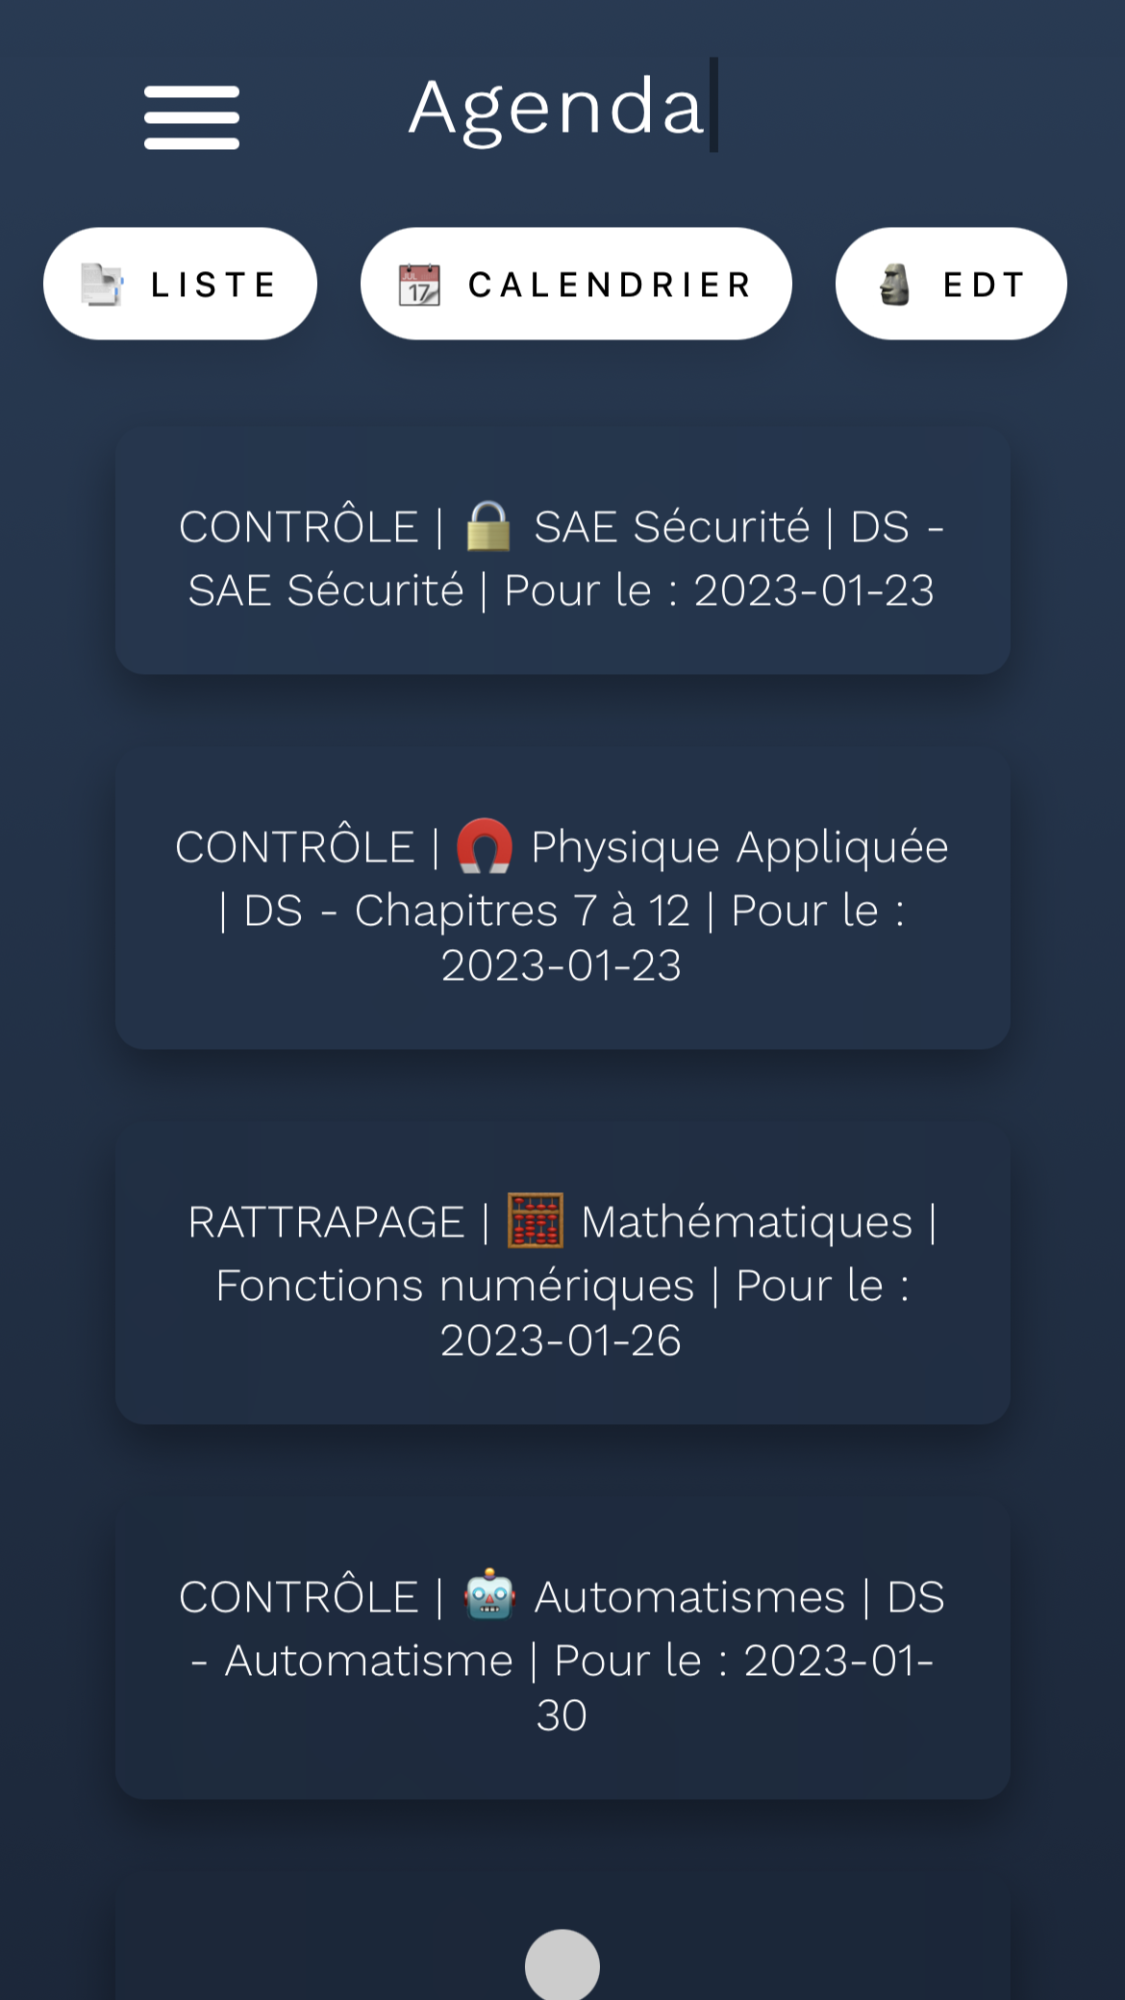 Agenda
LISTE
CALENDRIER
EDT
CONTRÔLE | 🔒 SAE Sécurité | DS -
SAE Sécurité | Pour le : 2023-01-23
CONTRÔLE | 🧲 Physique Appliquée
| DS - Chapitres 7 à 12 | Pour le :
2023-01-23
RATTRAPAGE | 🧮 Mathématiques |
Fonctions numériques | Pour le :
2023-01-26
CONTRÔLE | 🤖 Automatismes | DS
- Automatisme | Pour le : 2023-01-
30